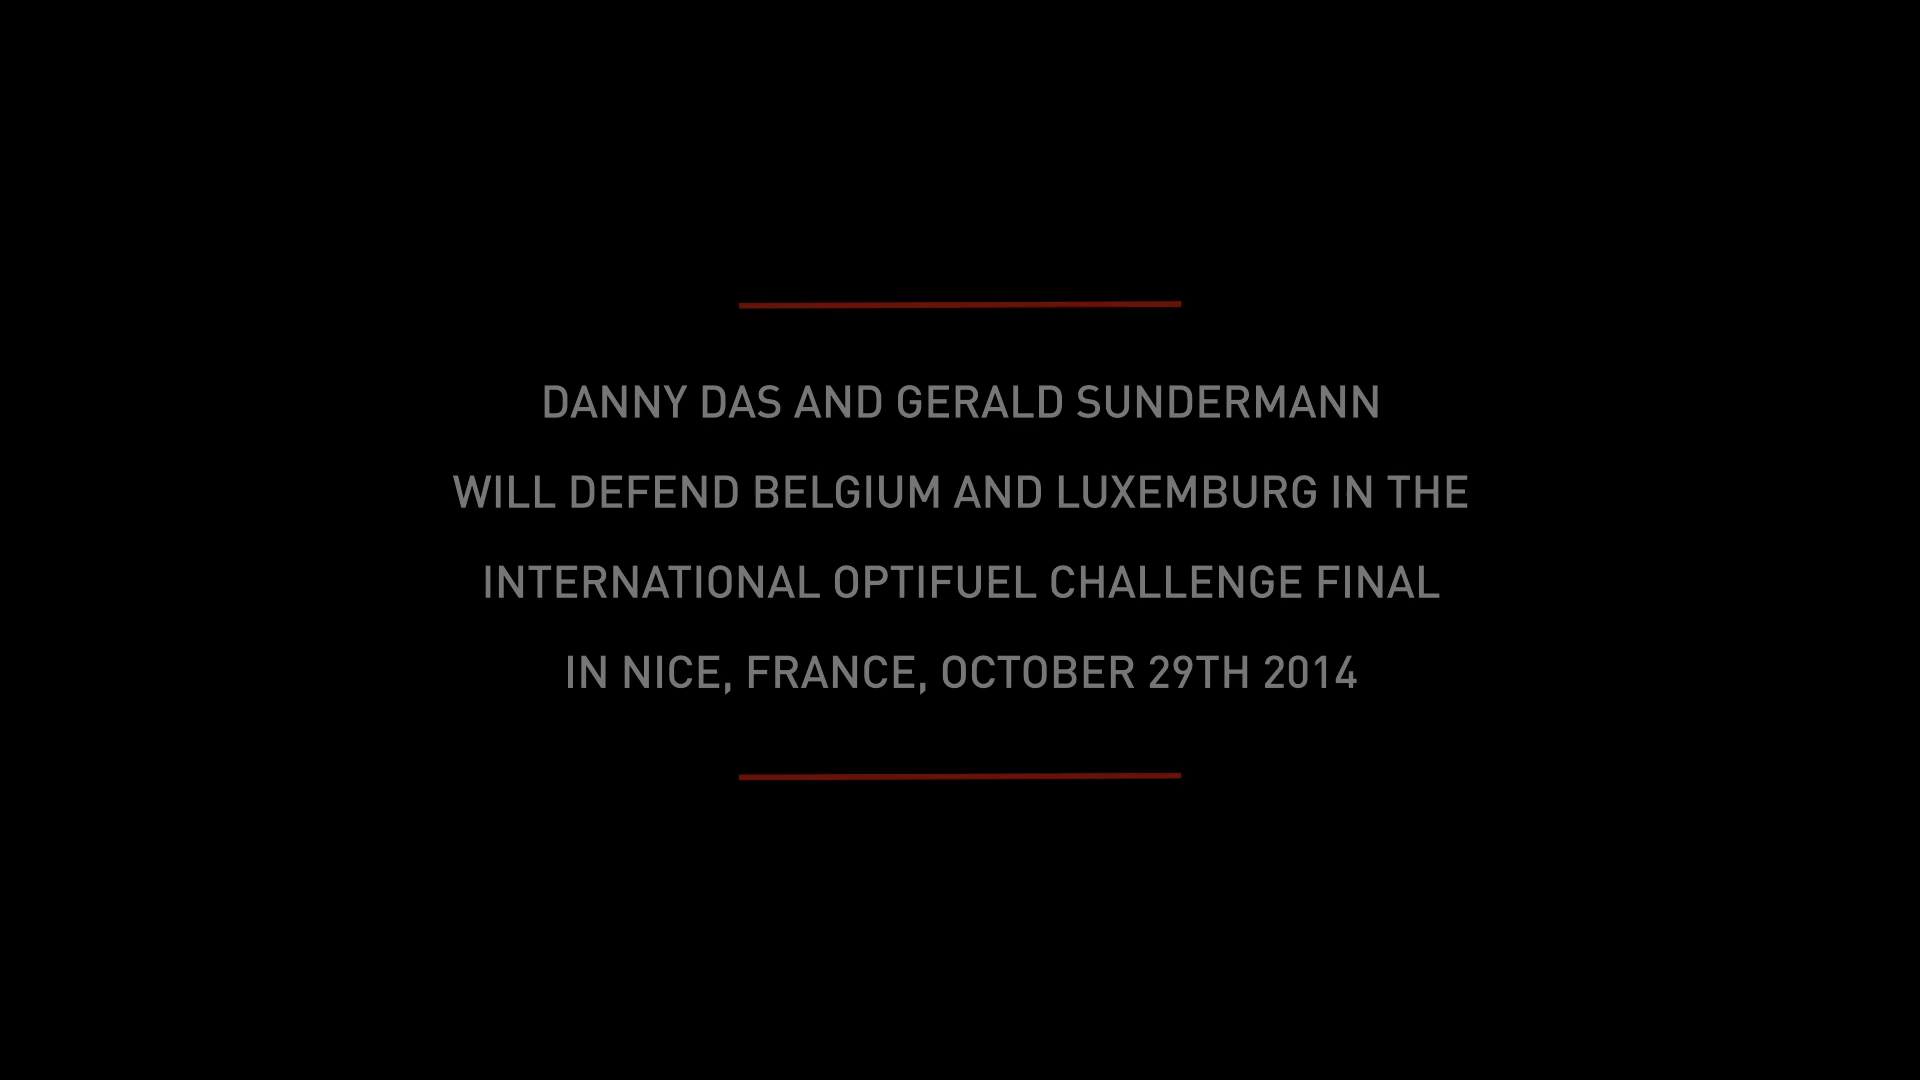 DANNY DAS AND GERALD SUNDERMANN
WILL DEFEND BELGIUM AND LUXEMBURG IN THE
INTERNATIONAL OPTIFUEL CHALLENGE FINAL
IN NICE, FRANCE, OCTOBER 29TH 2014